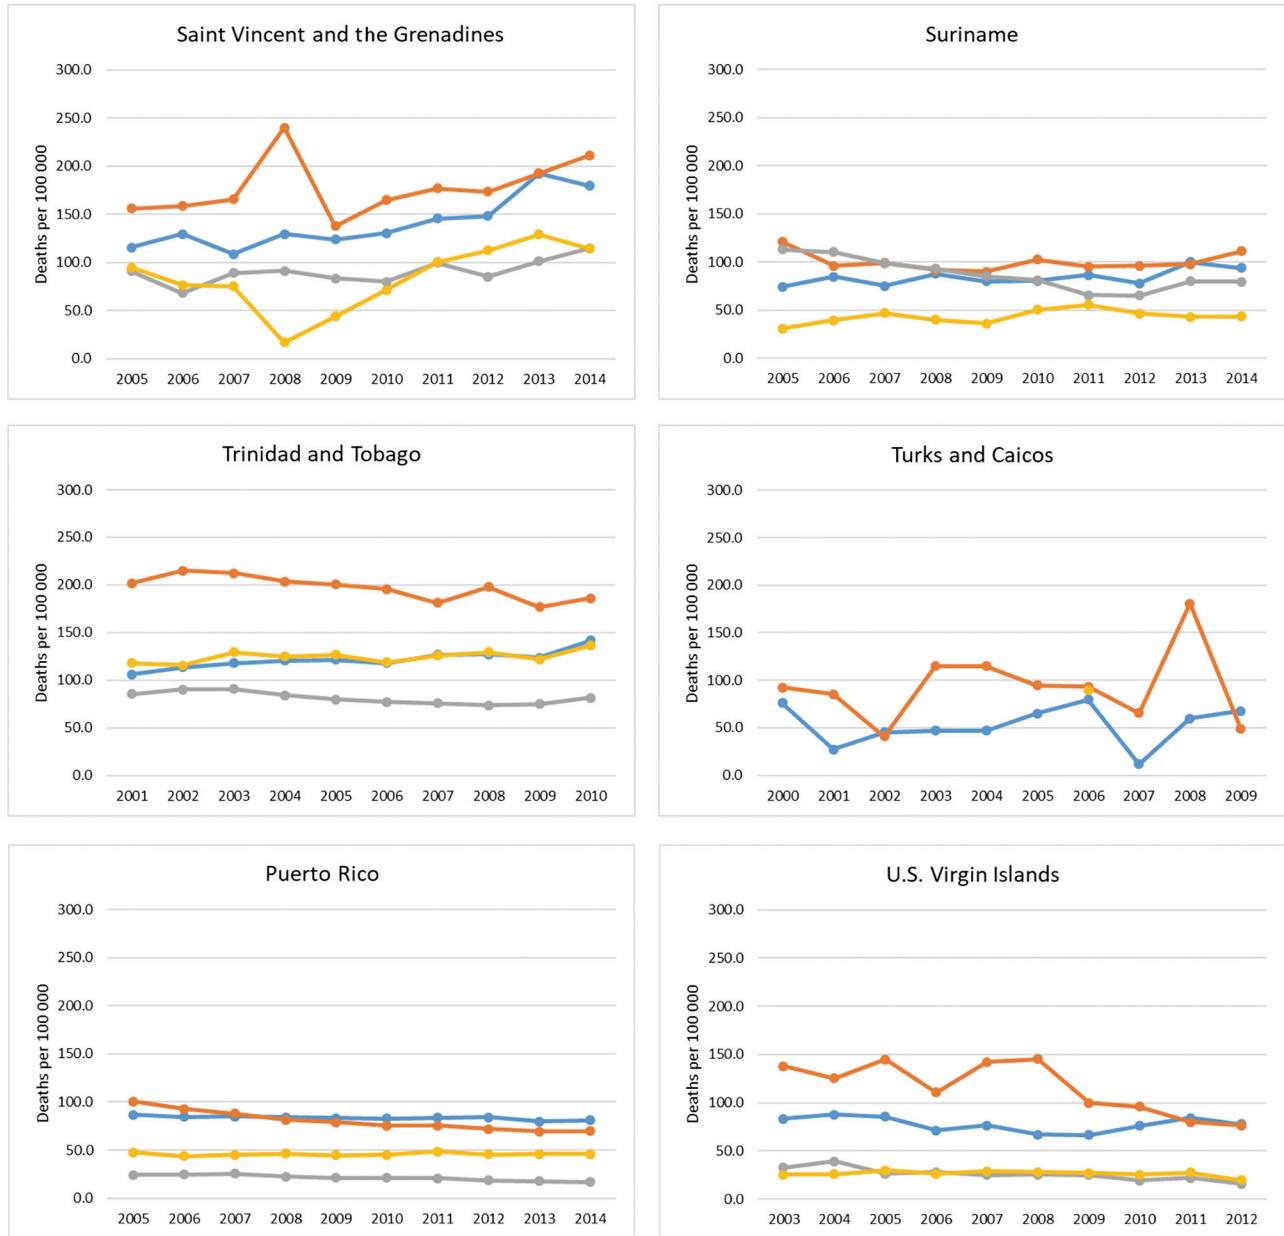 Saint Vincent and the Grenadines
300.0
250.0
200.0
150.0
100.0
50.0
0.0
Deaths per 100 000
2005 2006 2007 2008 2009 2010 2011 2012 2013 2014
Suriname
300.0
250.0
200.0
150.0
100.0
50.0
0.0
Deaths per 100 000
2005 2006 2007 2008 2009 2010 2011 2012 2013 2014
Trinidad and Tobago
300.0
250.0
200.0
150.0
100.0
50.0
0.0
Deaths per 100 000
2001 2002 2003 2004 2005 2006 2007 2008 2009 2010
Turks and Caicos
300.0
250.0
200.0
150.0
100.0
50.0
0.0
Deaths per 100 000
2000 2001 2002 2003 2004 2005 2006 2007 2008 2009
Puerto Rico
300.0
250.0
200.0
150.0
100.0
50.0
0.0
Deaths per 100 000
2005 2006 2007 2008 2009 2010 2011 2012 2013 2014
U.S. Virgin Islands
300.0
250.0
200.0
150.0
100.0
50.0
0.0
Deaths per 100 000
2003 2004 2005 2006 2007 2008 2009 2010 2011 2012